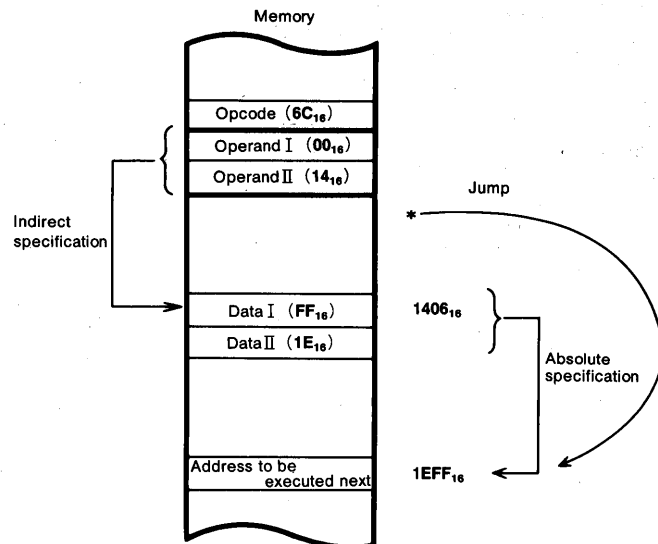 Memory
Opcode (6C₁₆)
Operand I (00₁₆)
Operand II (14₁₆)
Jump
*
Indirect
specification
Data I (FF₁₆)
1406₁₆
Data II (1E₁₆)
Absolute
specification
Address to be
executed next
1EFF₁₆